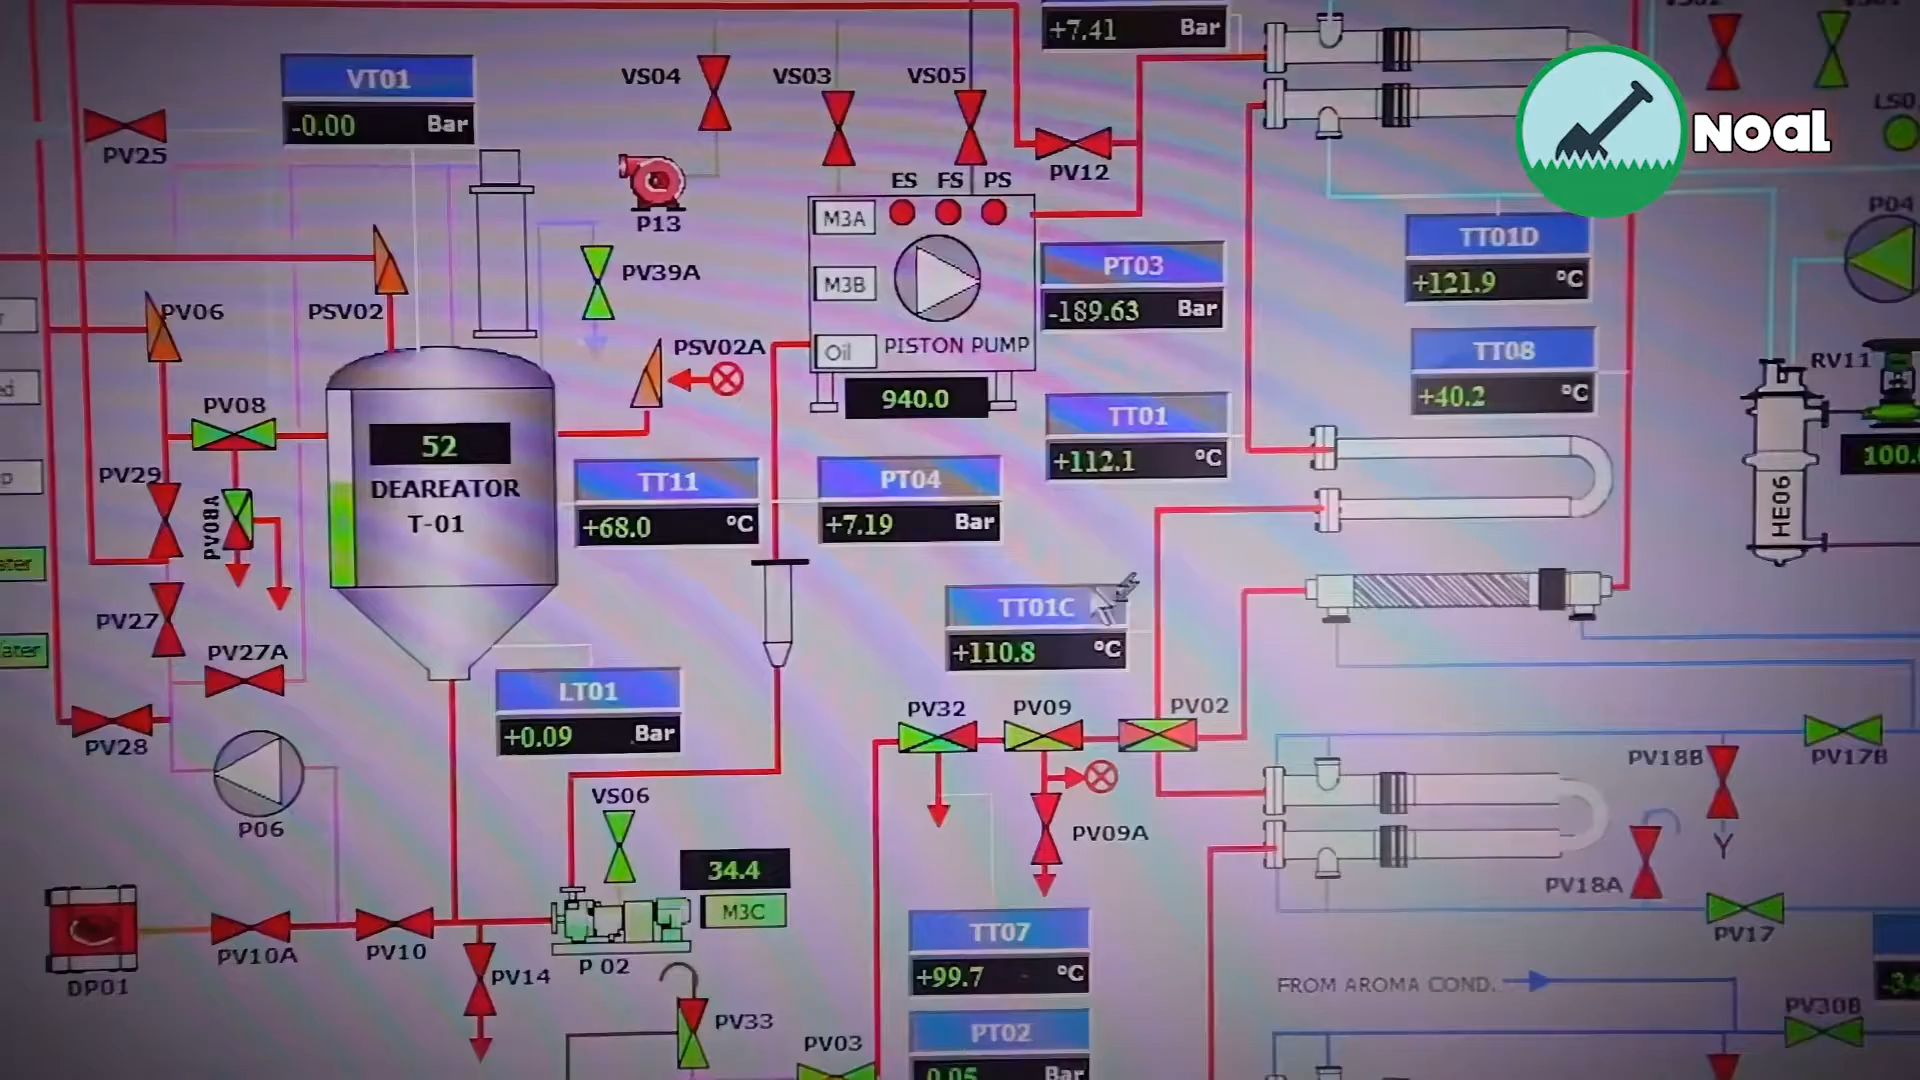 +7.41 Bar
VT01
-0.00 Bar
VS04
VS03
VS05
NOAL
PV25
PV12
ES FS PS
M3A
P13
P04
PV39A
M3B
PT03
-189.63 Bar
TT01D
+121.9 °C
PV06
PSV02
PSV02A
Oil
PISTON PUMP
940.0
TT08
+40.2 °C
RV11
PV08
52
DEAREATOR
T-01
TT01
+112.1 °C
PV29
PV08A
TT11
+68.0 °C
PT04
+7.19 Bar
HE06
PV27
PV27A
TT01C
+110.8 °C
LT01
+0.09 Bar
PV28
PV32
PV09
PV02
PV18B
PV17B
P06
VS06
PV09A
Y
34.4
M3C
PV18A
PV17
DP01
PV10A
PV10
PV14
P 02
TT07
+99.7 °C
FROM AROMA COND.
PV33
PV03
PT02
Bar
PV30B